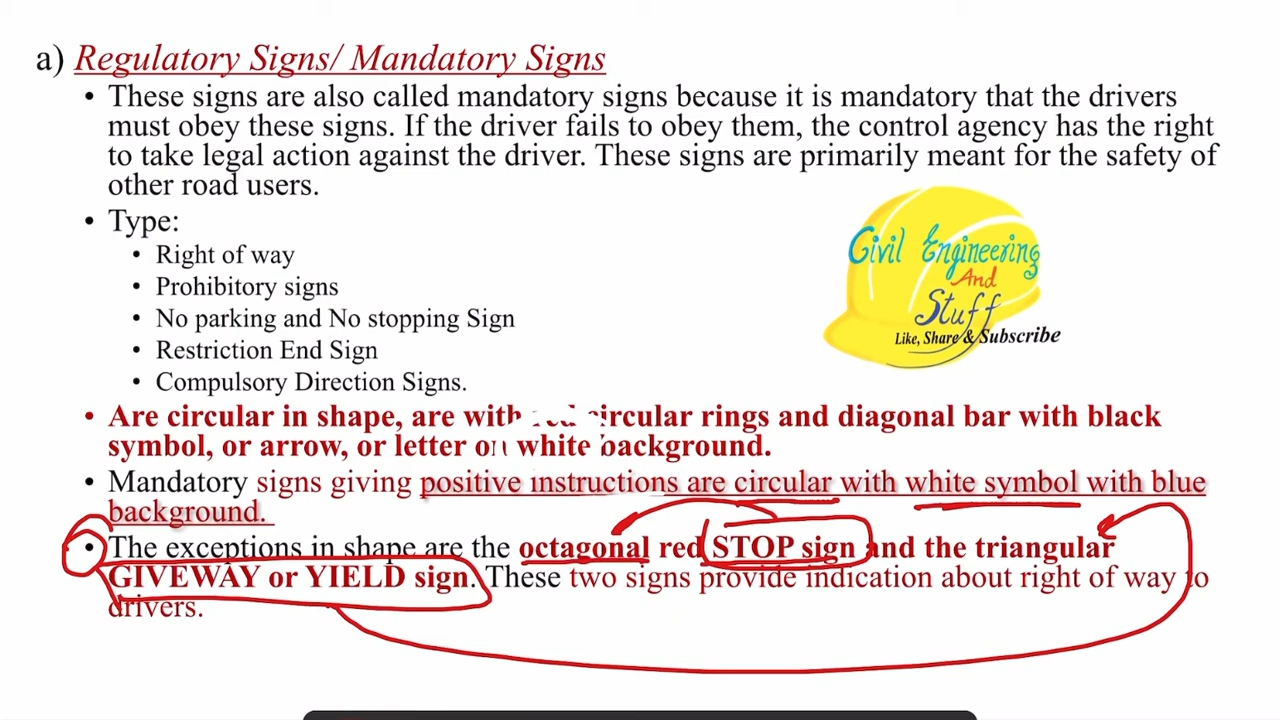 a) Regulatory Signs/ Mandatory Signs
• These signs are also called mandatory signs because it is mandatory that the drivers
must obey these signs. If the driver fails to obey them, the control agency has the right
to take legal action against the driver. These signs are primarily meant for the safety of
other road users.
• Type:
• Right of way
• Prohibitory signs
• No parking and No stopping Sign
• Restriction End Sign
• Compulsory Direction Signs.
Civil Engineering
And
Stuff
Like, Share & Subscribe
• Are circular in shape, are with red circular rings and diagonal bar with black
symbol, or arrow, or letter on white background.
• Mandatory signs giving positive instructions are circular with white symbol with blue
background.
• The exceptions in shape are the octagonal red STOP sign and the triangular
GIVEWAY or YIELD sign. These two signs provide indication about right of way to
drivers.